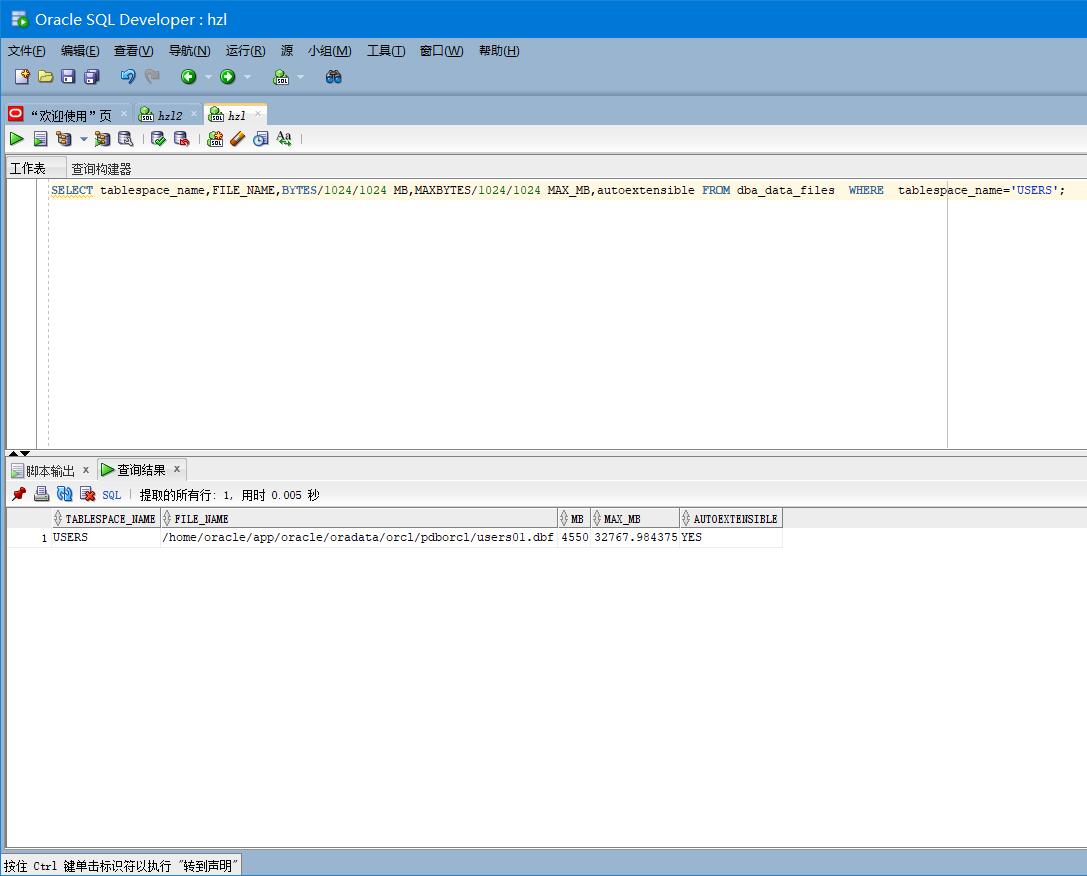 Oracle SQL Developer : hzl
文件(F) 编辑(E) 查看(V) 导航(N) 运行(R) 源 小组(M) 工具(T) 窗口(W) 帮助(H)
“欢迎使用”页 hzl2 hzl
工作表 查询构建器
SELECT tablespace_name,FILE_NAME,BYTES/1024/1024 MB,MAXBYTES/1024/1024 MAX_MB,autoextensible FROM dba_data_files WHERE tablespace_name='USERS';
脚本输出 x 查询结果 x
SQL 提取的所有行: 1, 用时 0.005 秒
TABLESPACE_NAME FILE_NAME MB MAX_MB AUTOEXTENSIBLE
1 USERS /home/oracle/app/oracle/oradata/orcl/pdborcl/users01.dbf 4550 32767.984375 YES
按住 Ctrl 键单击标识符以执行 "转到声明"